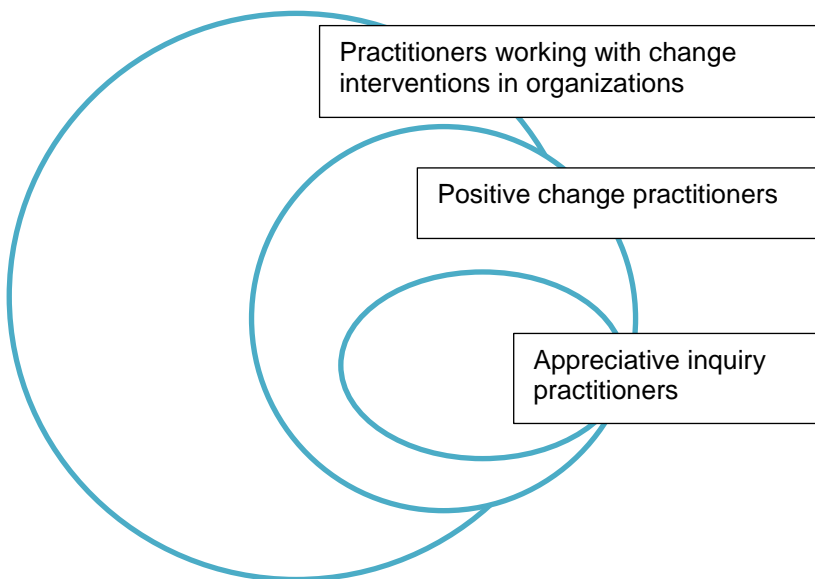 Practitioners working with change
interventions in organizations
Positive change practitioners
Appreciative inquiry
practitioners